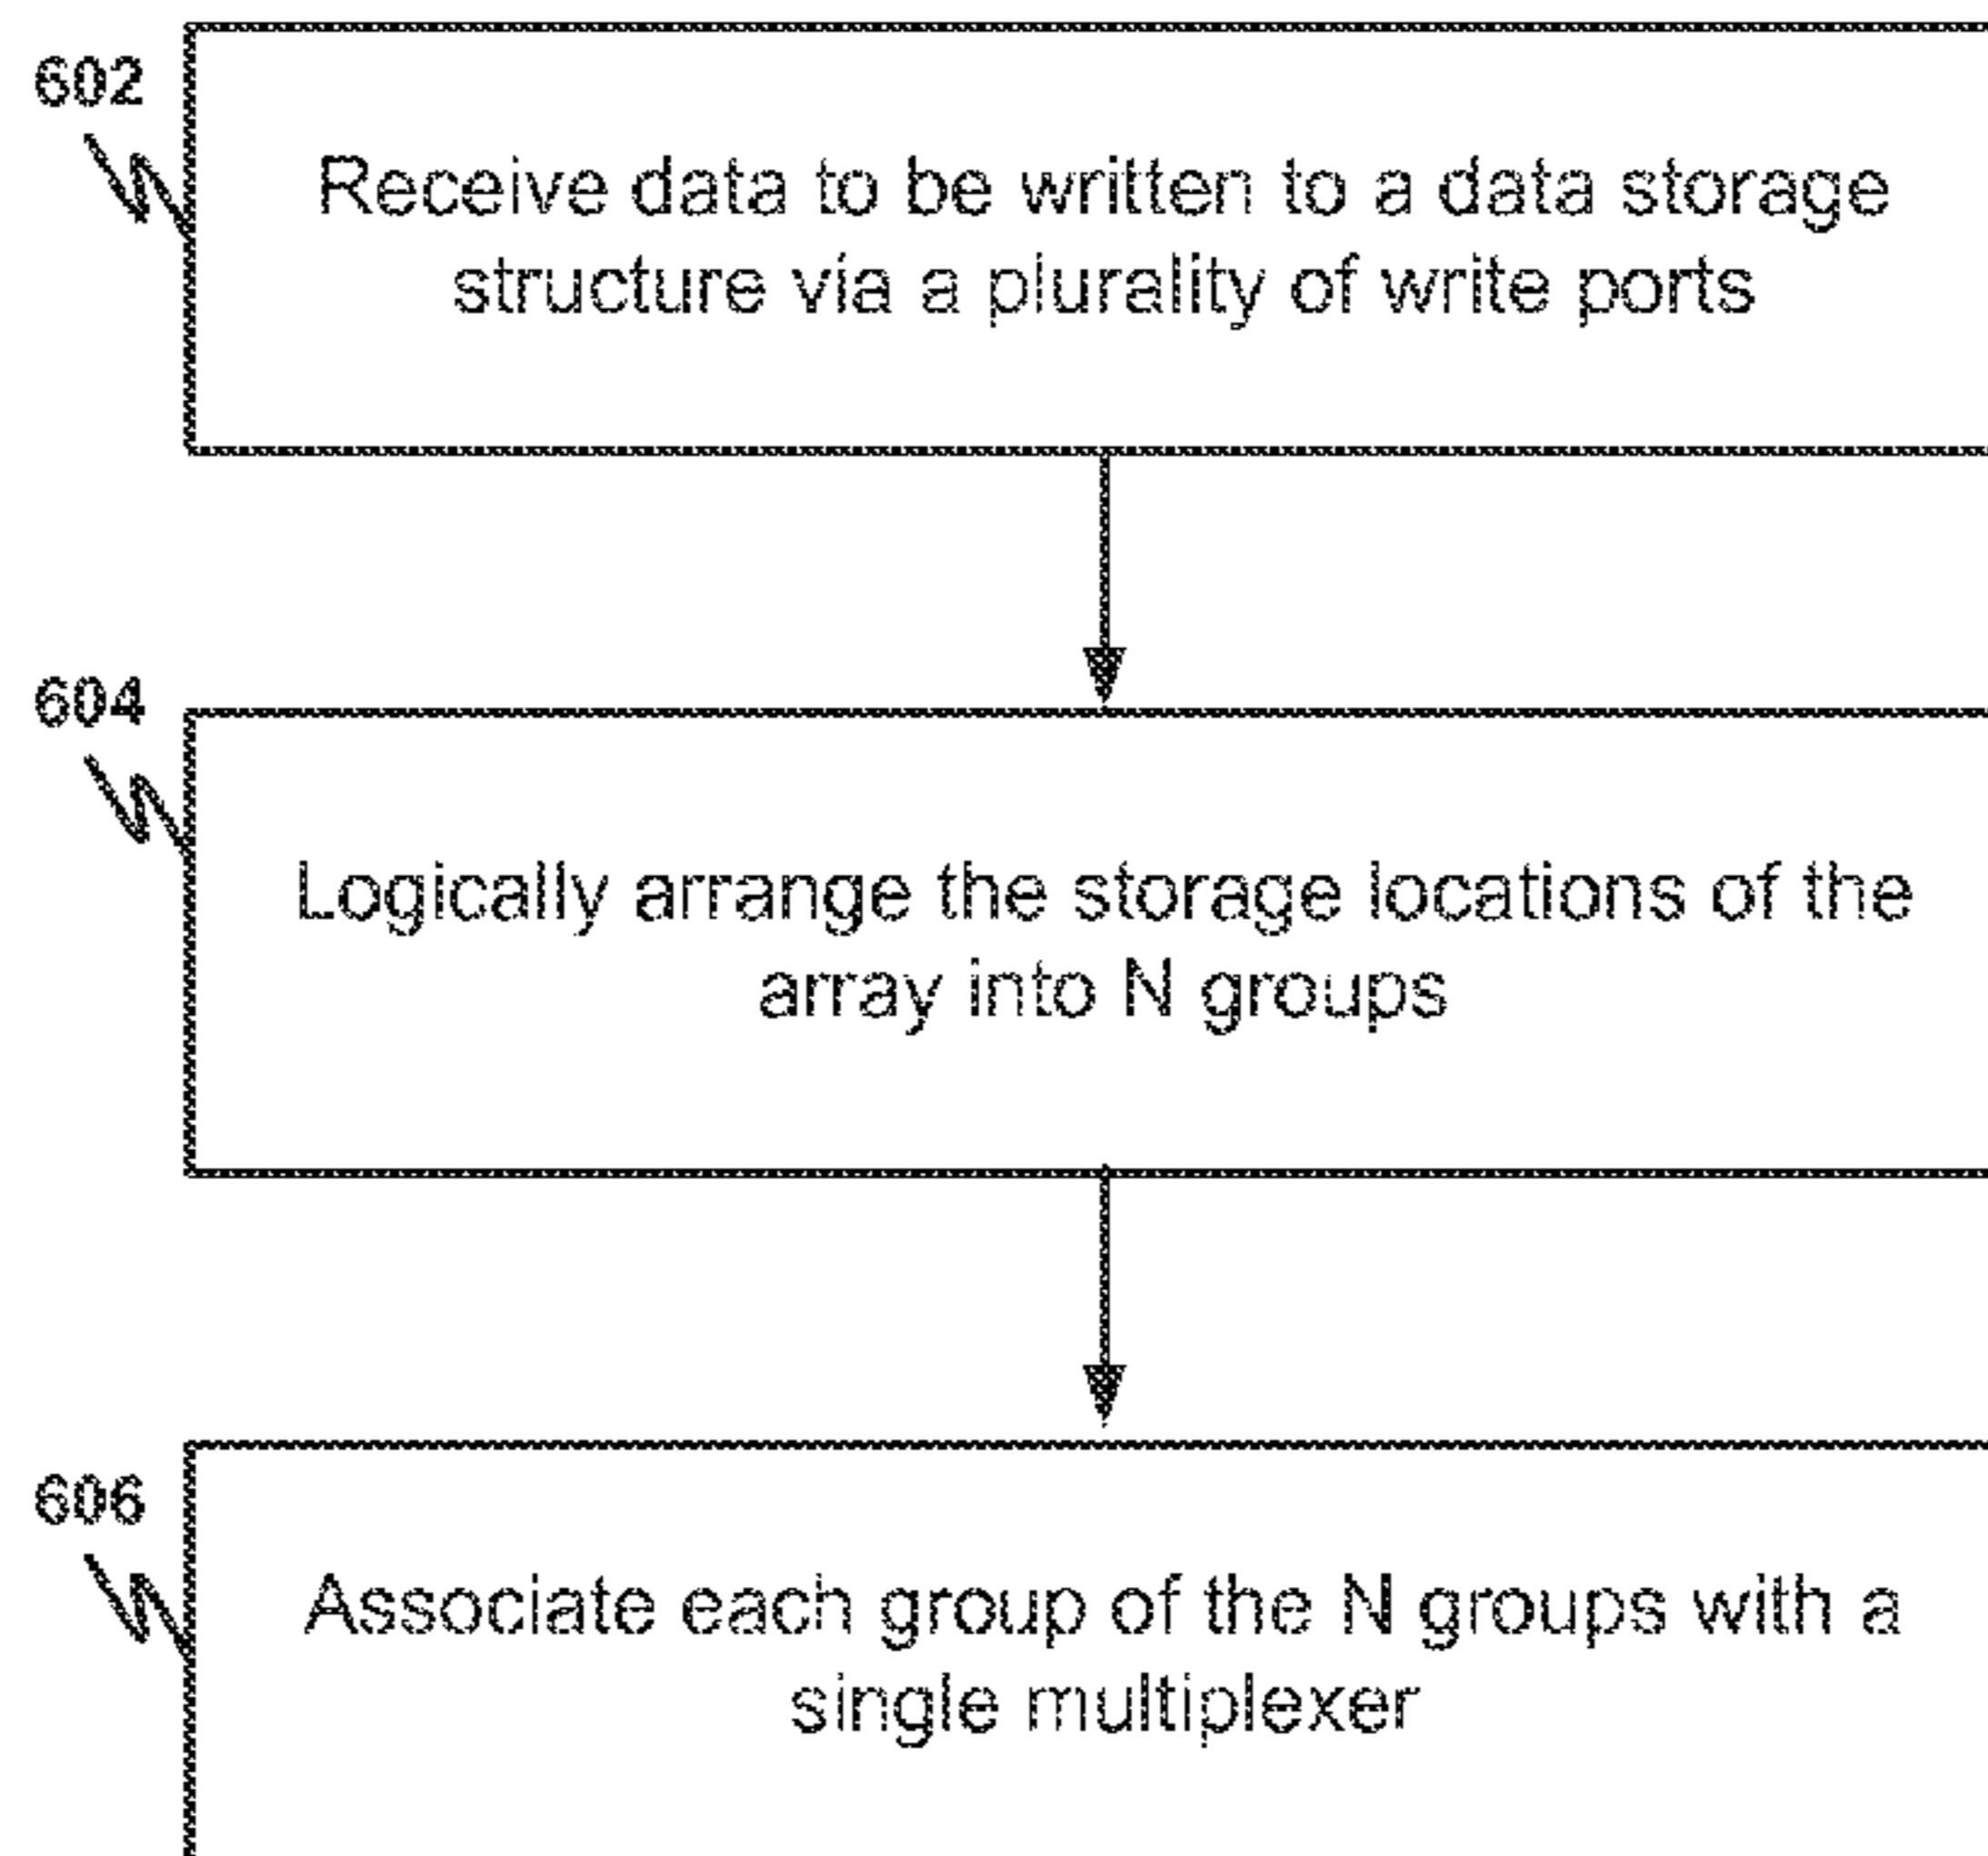 602
Receive data to be written to a data storage
structure via a plurality of write ports
604
Logically arrange the storage locations of the
array into N groups
606
Associate each group of the N groups with a
single multiplexer